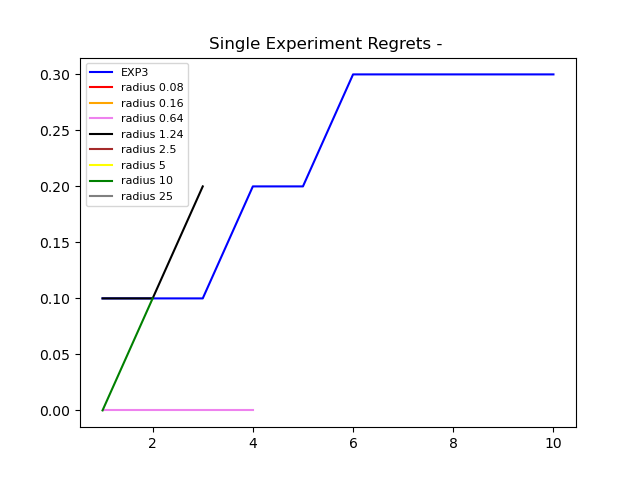 Single Experiment Regrets -
EXP3
radius 0.08
radius 0.16
radius 0.64
radius 1.24
radius 2.5
radius 5
radius 10
radius 25
0.30
0.25
0.20
0.15
0.10
0.05
0.00
2 4 6 8 10